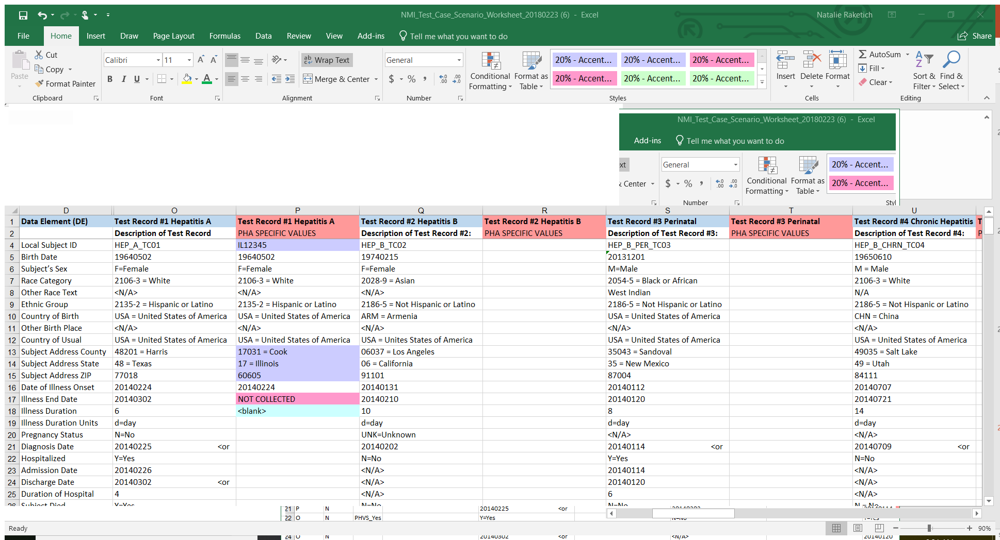 NMI_Test_Case_Scenario_Worksheet_20180223 (6) - Excel
Natalie Raketich
File Home Insert Draw Page Layout Formulas Data Review View Add-ins Tell me what you want to do Share
Paste
Cut
Copy
Format Painter
Clipboard
Calibri 11
B I U
Font
Wrap Text
Merge & Center
Alignment
General
$ % ,
Number
Conditional Formatting
Format as Table
20% - Accent... 20% - Accent... 20% - Accent...
20% - Accent... 20% - Accent... 20% - Accent...
Styles
Insert Delete Format
Cells
AutoSum
Fill
Clear
Sort & Filter
Find & Select
Editing
NMI_Test_Case_Scenario_Worksheet_20180223 (6) - Excel
Add-ins Tell me what you want to do
xt General
& Center $ % ,
Conditional Formatting
Format as Table
20% - Accent...
20% - Accent...
Number Styl
D O P Q R S T U
1 Data Element (DE) Test Record #1 Hepatitis A Test Record #1 Hepatitis A Test Record #2 Hepatitis B Test Record #2 Hepatitis B Test Record #3 Perinatal Test Record #3 Perinatal Test Record #4 Chronic Hepatitis T
2 Description of Test Record PHA SPECIFIC VALUES Description of Test Record #2: PHA SPECIFIC VALUES Description of Test Record #3: PHA SPECIFIC VALUES Description of Test Record #4: P
4 Local Subject ID HEP_A_TC01 IL12345 HEP_B_TC02 HEP_B_PER_TC03 HEP_B_CHRN_TC04
5 Birth Date 19640502 19640502 19740215 20131201 19650610
6 Subject's Sex F=Female F=Female F=Female M=Male M = Male
7 Race Category 2106-3 = White 2106-3 = White 2028-9 = Asian 2054-5 = Black or African 2106-3 = White
8 Other Race Text <N/A> <N/A> <N/A> West Indian N/A
9 Ethnic Group 2135-2 = Hispanic or Latino 2135-2 = Hispanic or Latino 2186-5 = Not Hispanic or Latino 2186-5 = Not Hispanic or Latino 2186-5 = Not Hispanic or Latino
10 Country of Birth USA = United States of America USA = United States of America ARM = Armenia USA = United States of America CHN = China
11 Other Birth Place <N/A> <N/A> <N/A> <N/A> <N/A>
12 Country of Usual USA = United States of America USA = United States of America USA = Unites States of America USA = United States of America USA = United States of America
13 Subject Address County 48201 = Harris 17031 = Cook 06037 = Los Angeles 35043 = Sandoval 49035 = Salt Lake
14 Subject Address State 48 = Texas 17 = Illinois 06 = California 35 = New Mexico 49 = Utah
15 Subject Address ZIP 77018 60605 91101 87004 84111
16 Date of Illness Onset 20140224 20140224 20140131 20140112 20140707
17 Illness End Date 20140302 NOT COLLECTED 20140210 20140120 20140721
18 Illness Duration 6 <blank> 10 8 14
19 Illness Duration Units d=day d=day d=day d=day
20 Pregnancy Status N=No UNK=Unknown <N/A> <N/A>
21 Diagnosis Date 20140225 <or 20140202 20140114 <or 20140709 <or
22 Hospitalized Y=Yes N=No Y=Yes N=No
23 Admission Date 20140226 <N/A> 20140114 <N/A>
24 Discharge Date 20140302 <or <N/A> 20140120 <N/A>
25 Duration of Hospital 4 <N/A> 6 <N/A>
26 Subject Died Y=Yes N=No N=No N = No
21 P N 20140225 <or
22 O N PHVS_Yes Y=Yes N=No Y=Yes
Ready 90%
24 O N 20140302 <or <N/A> 20140120